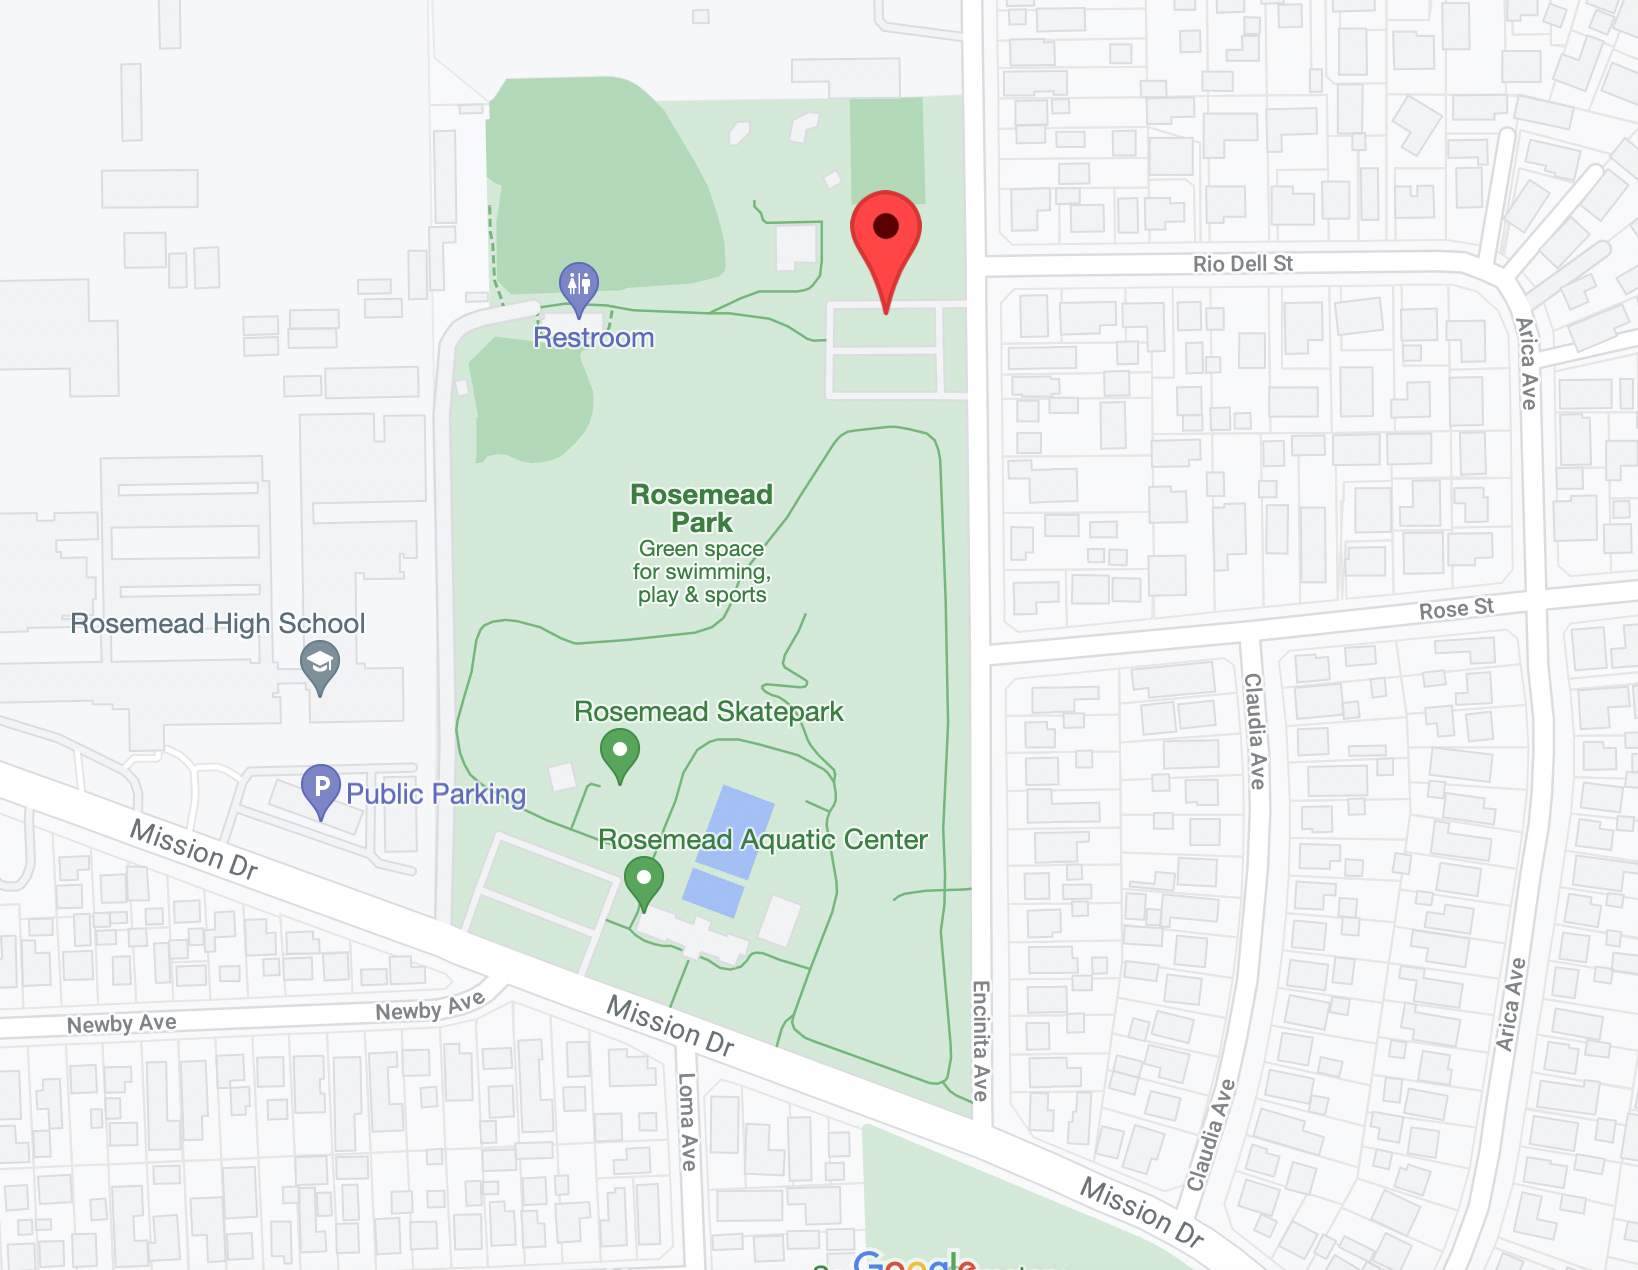 Rio Dell St
Restroom
Arica Ave
Rosemead
Park
Green space
for swimming,
play & sports
Rose St
Rosemead High School
Claudia Ave
Rosemead Skatepark
P
Public Parking
Mission Dr
Rosemead Aquatic Center
Newby Ave
Newby Ave
Mission Dr
Encinita Ave
Arica Ave
Loma Ave
Claudia Ave
Mission Dr
Google